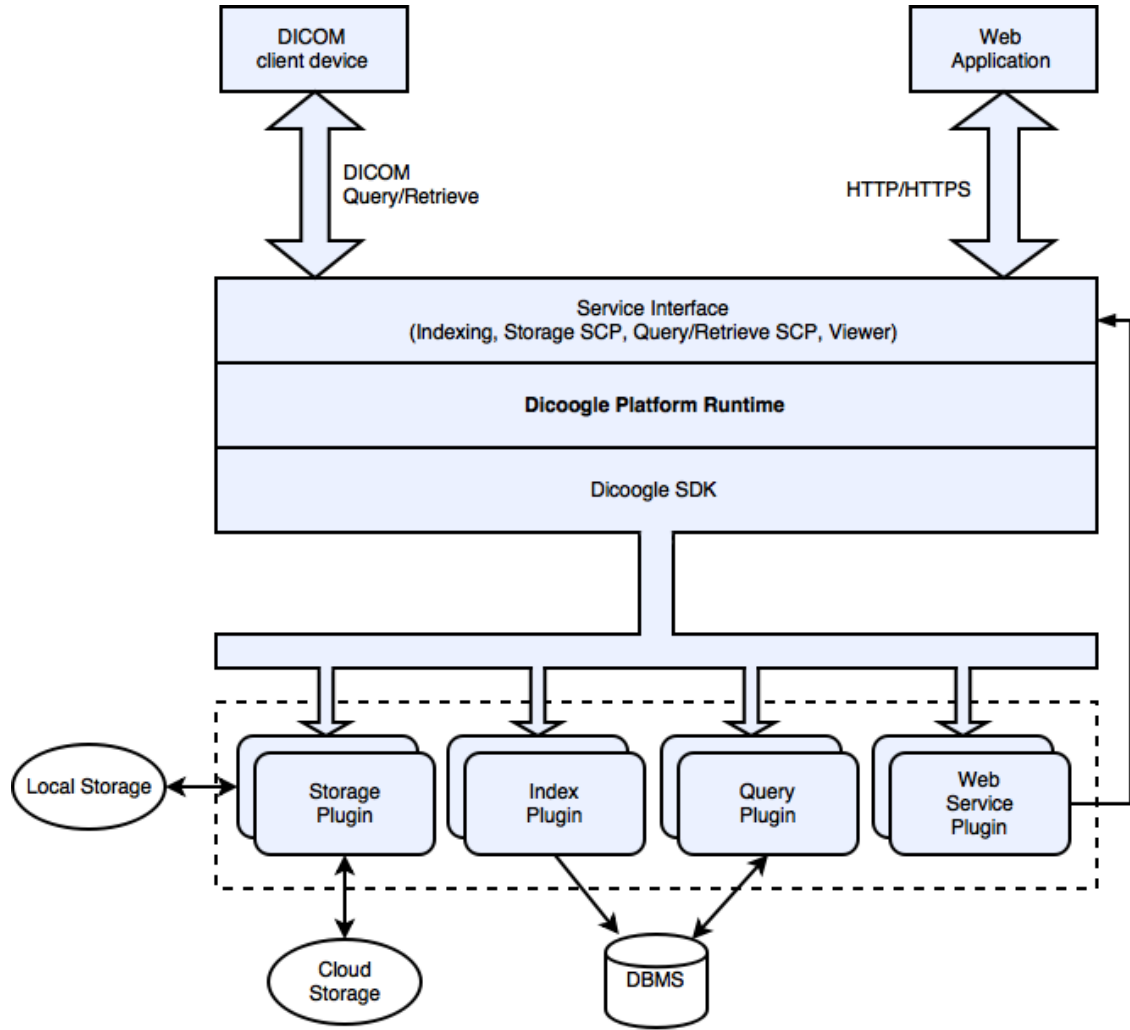 DICOM
client device
Web
Application
DICOM
Query/Retrieve
HTTP/HTTPS
Service Interface
(Indexing, Storage SCP, Query/Retrieve SCP, Viewer)
Dicoogle Platform Runtime
Dicoogle SDK
Local Storage
Storage
Plugin
Index
Plugin
Query
Plugin
Web
Service
Plugin
Cloud
Storage
DBMS